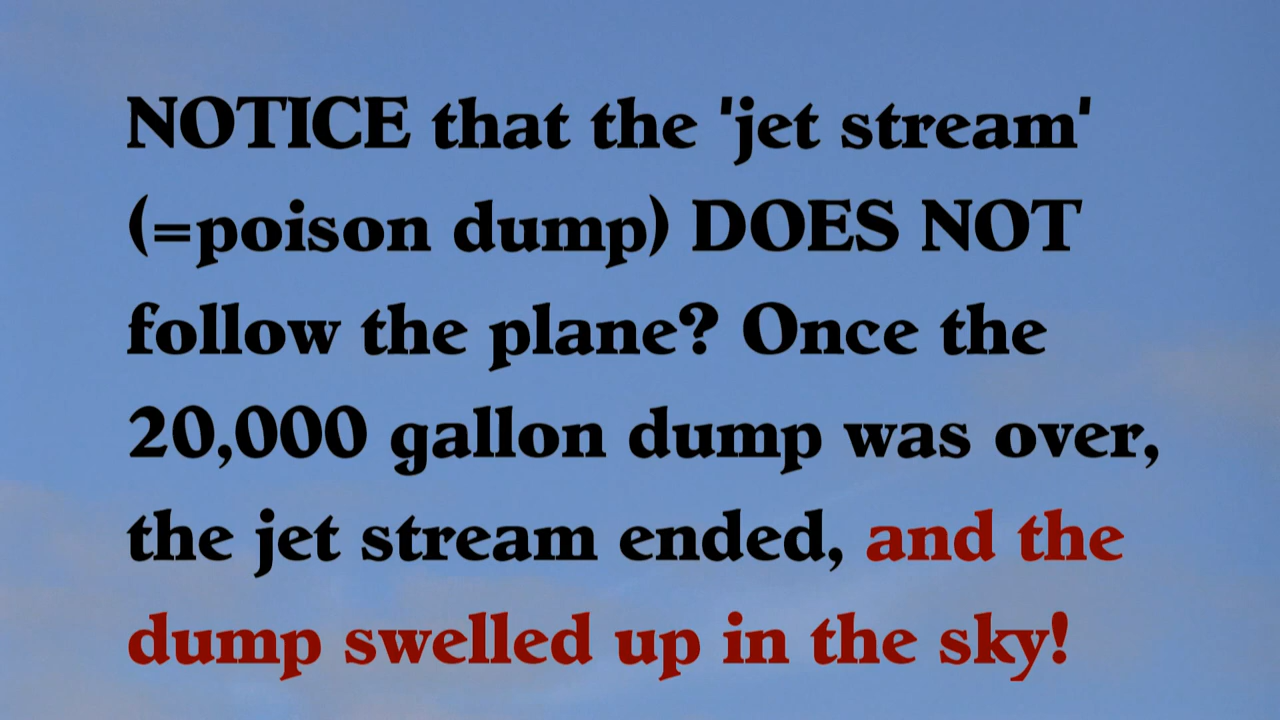 NOTICE that the 'jet stream'
(=poison dump) DOES NOT
follow the plane? Once the
20,000 gallon dump was over,
the jet stream ended, and the
dump swelled up in the sky!